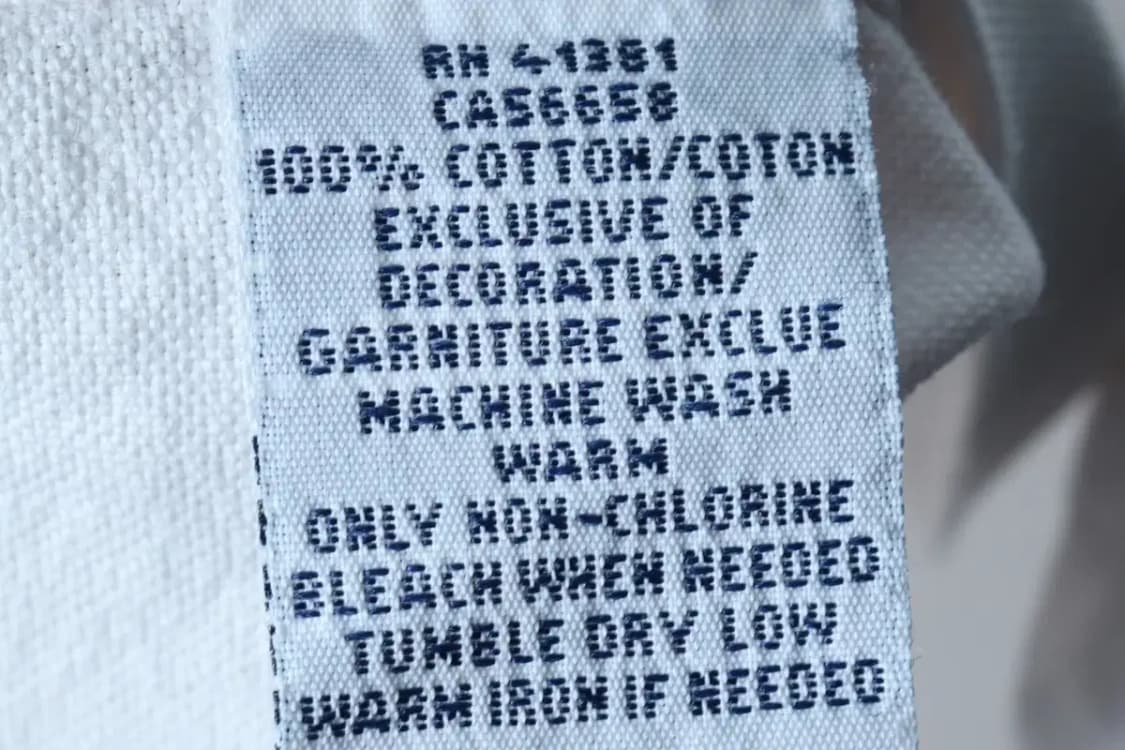 RN 41381
CA56658
100% COTTON/COTON
EXCLUSIVE OF
DECORATION/
GARNITURE EXCLUE
MACHINE WASH
WARM
ONLY NON-CHLORINE
BLEACH WHEN NEEDED
TUMBLE DRY LOW
WARM IRON IF NEEDED